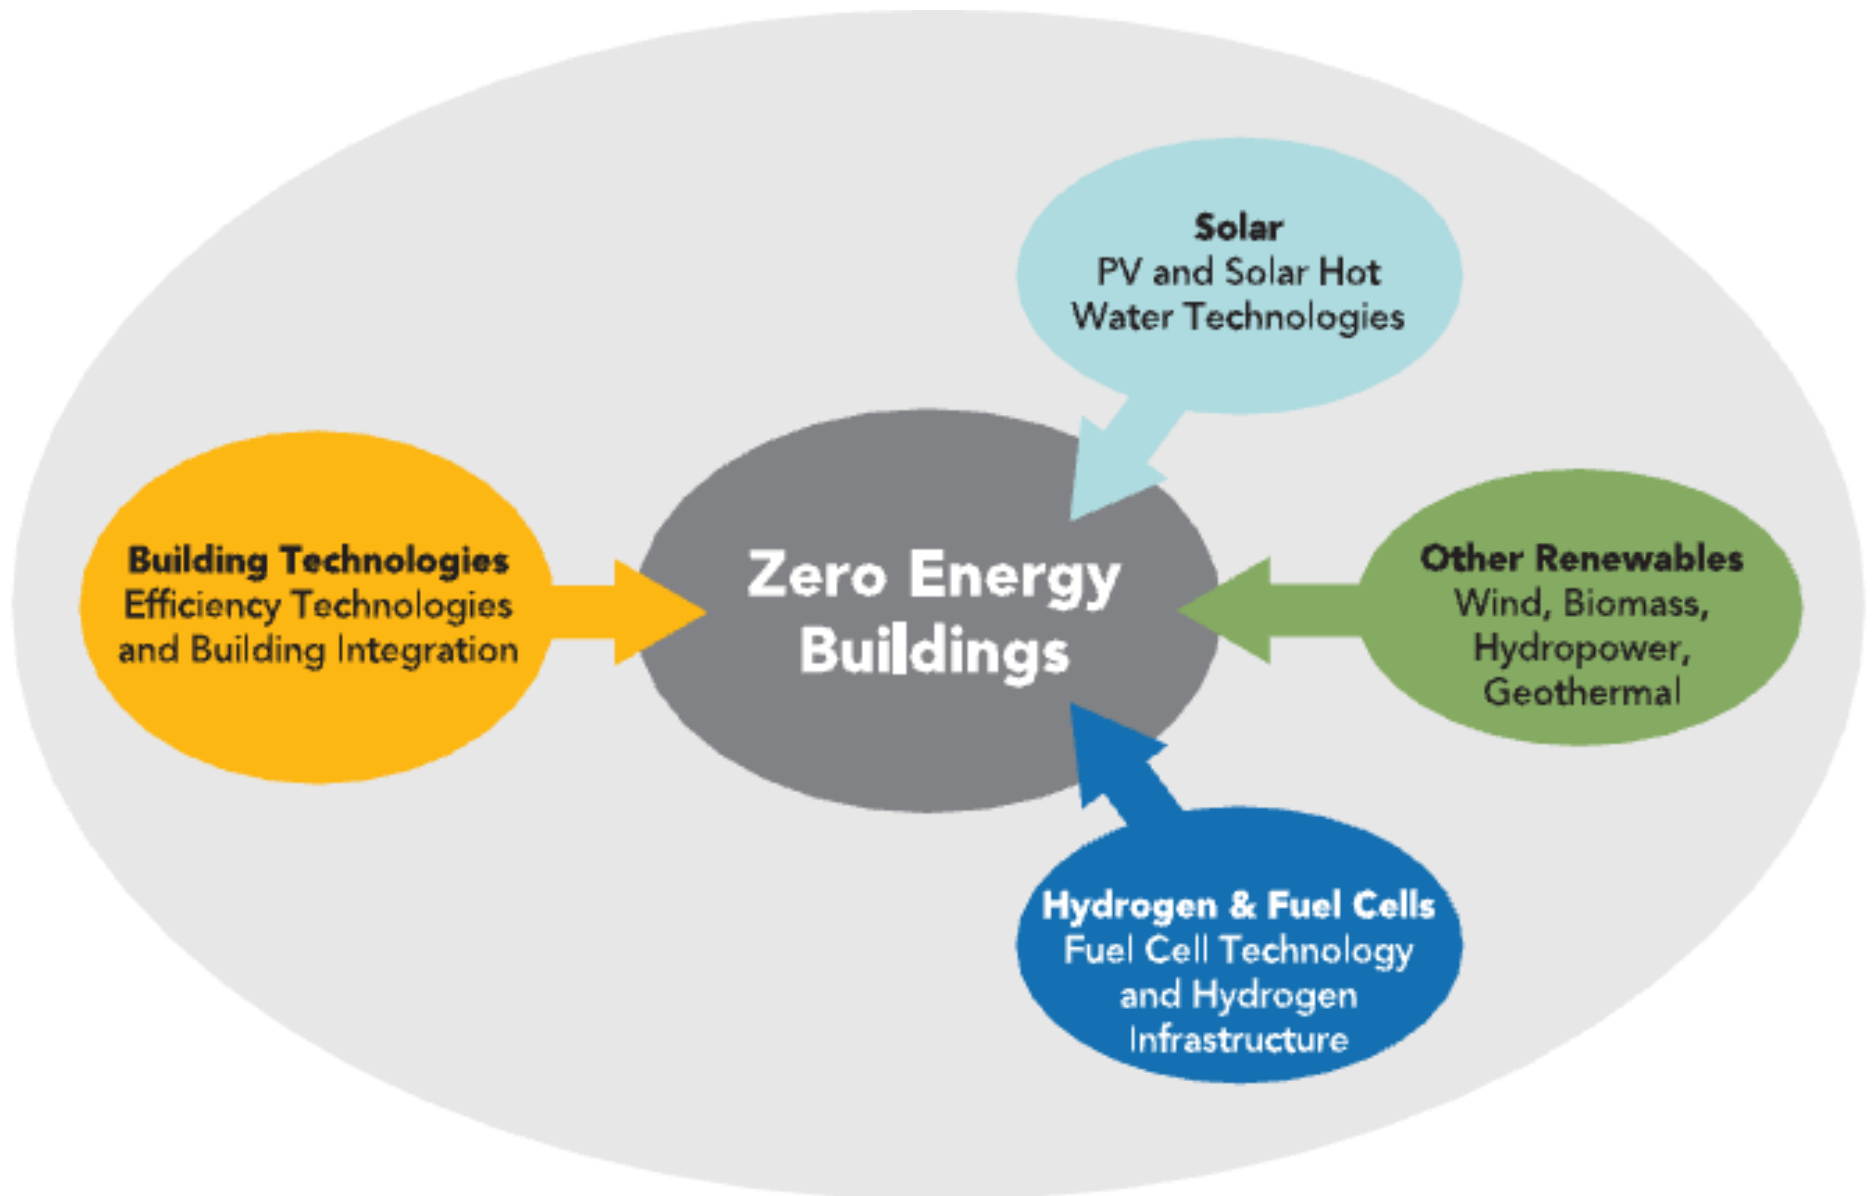 Solar
PV and Solar Hot
Water Technologies
Building Technologies
Efficiency Technologies
and Building Integration
Zero Energy
Buildings
Other Renewables
Wind, Biomass,
Hydropower,
Geothermal
Hydrogen & Fuel Cells
Fuel Cell Technology
and Hydrogen
Infrastructure